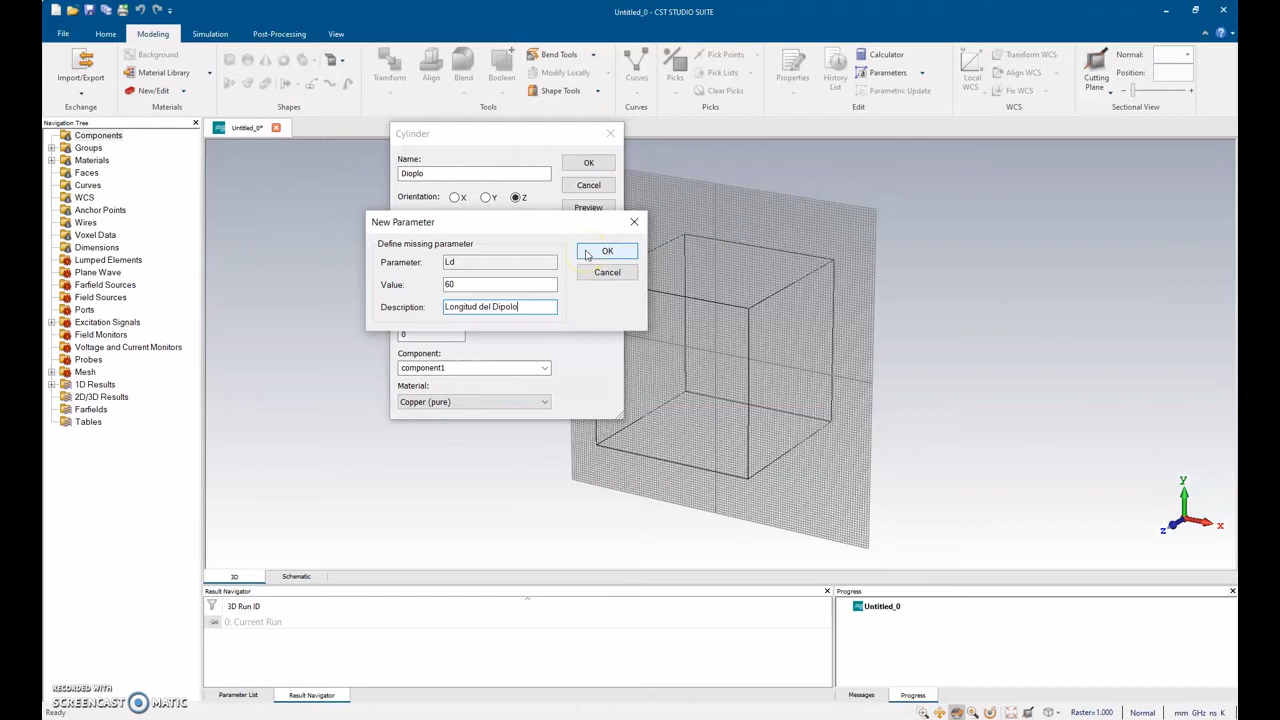 Untitled_0 - CST STUDIO SUITE
File
Home
Modeling
Simulation
Post-Processing
View
Import/Export
Exchange
Background
Material Library
New/Edit
Materials
Shapes
Transform
Align
Blend
Boolean
Bend Tools
Modify Locally
Shape Tools
Tools
Curves
Curves
Picks
Pick Points
Pick Lists
Clear Picks
Picks
Properties
History
List
Calculator
Parameters
Parametric Update
Edit
Local
WCS
Transform WCS
Align WCS
Fix WCS
WCS
Cutting
Plane
Normal:
Position:
Sectional View
Navigation Tree
Components
Groups
Materials
Faces
Curves
WCS
Anchor Points
Wires
Voxel Data
Dimensions
Lumped Elements
Plane Wave
Farfield Sources
Field Sources
Ports
Excitation Signals
Field Monitors
Voltage and Current Monitors
Probes
Mesh
1D Results
2D/3D Results
Farfields
Tables
Untitled_0*
Cylinder
Name:
Dioplo
Orientation:
X
Y
Z
OK
Cancel
Preview
New Parameter
Define missing parameter
Parameter:
Ld
Value:
60
Description:
Longitud del Dipolo
OK
Cancel
0
Component:
component1
Material:
Copper (pure)
y
z
x
3D
Schematic
Result Navigator
3D Run ID
0: Current Run
Parameter List
Result Navigator
Progress
Untitled_0
Messages
Progress
RECORDED WITH
SCREENCAST MATIC
Ready
Raster=1.000
Normal
mm GHz ns K